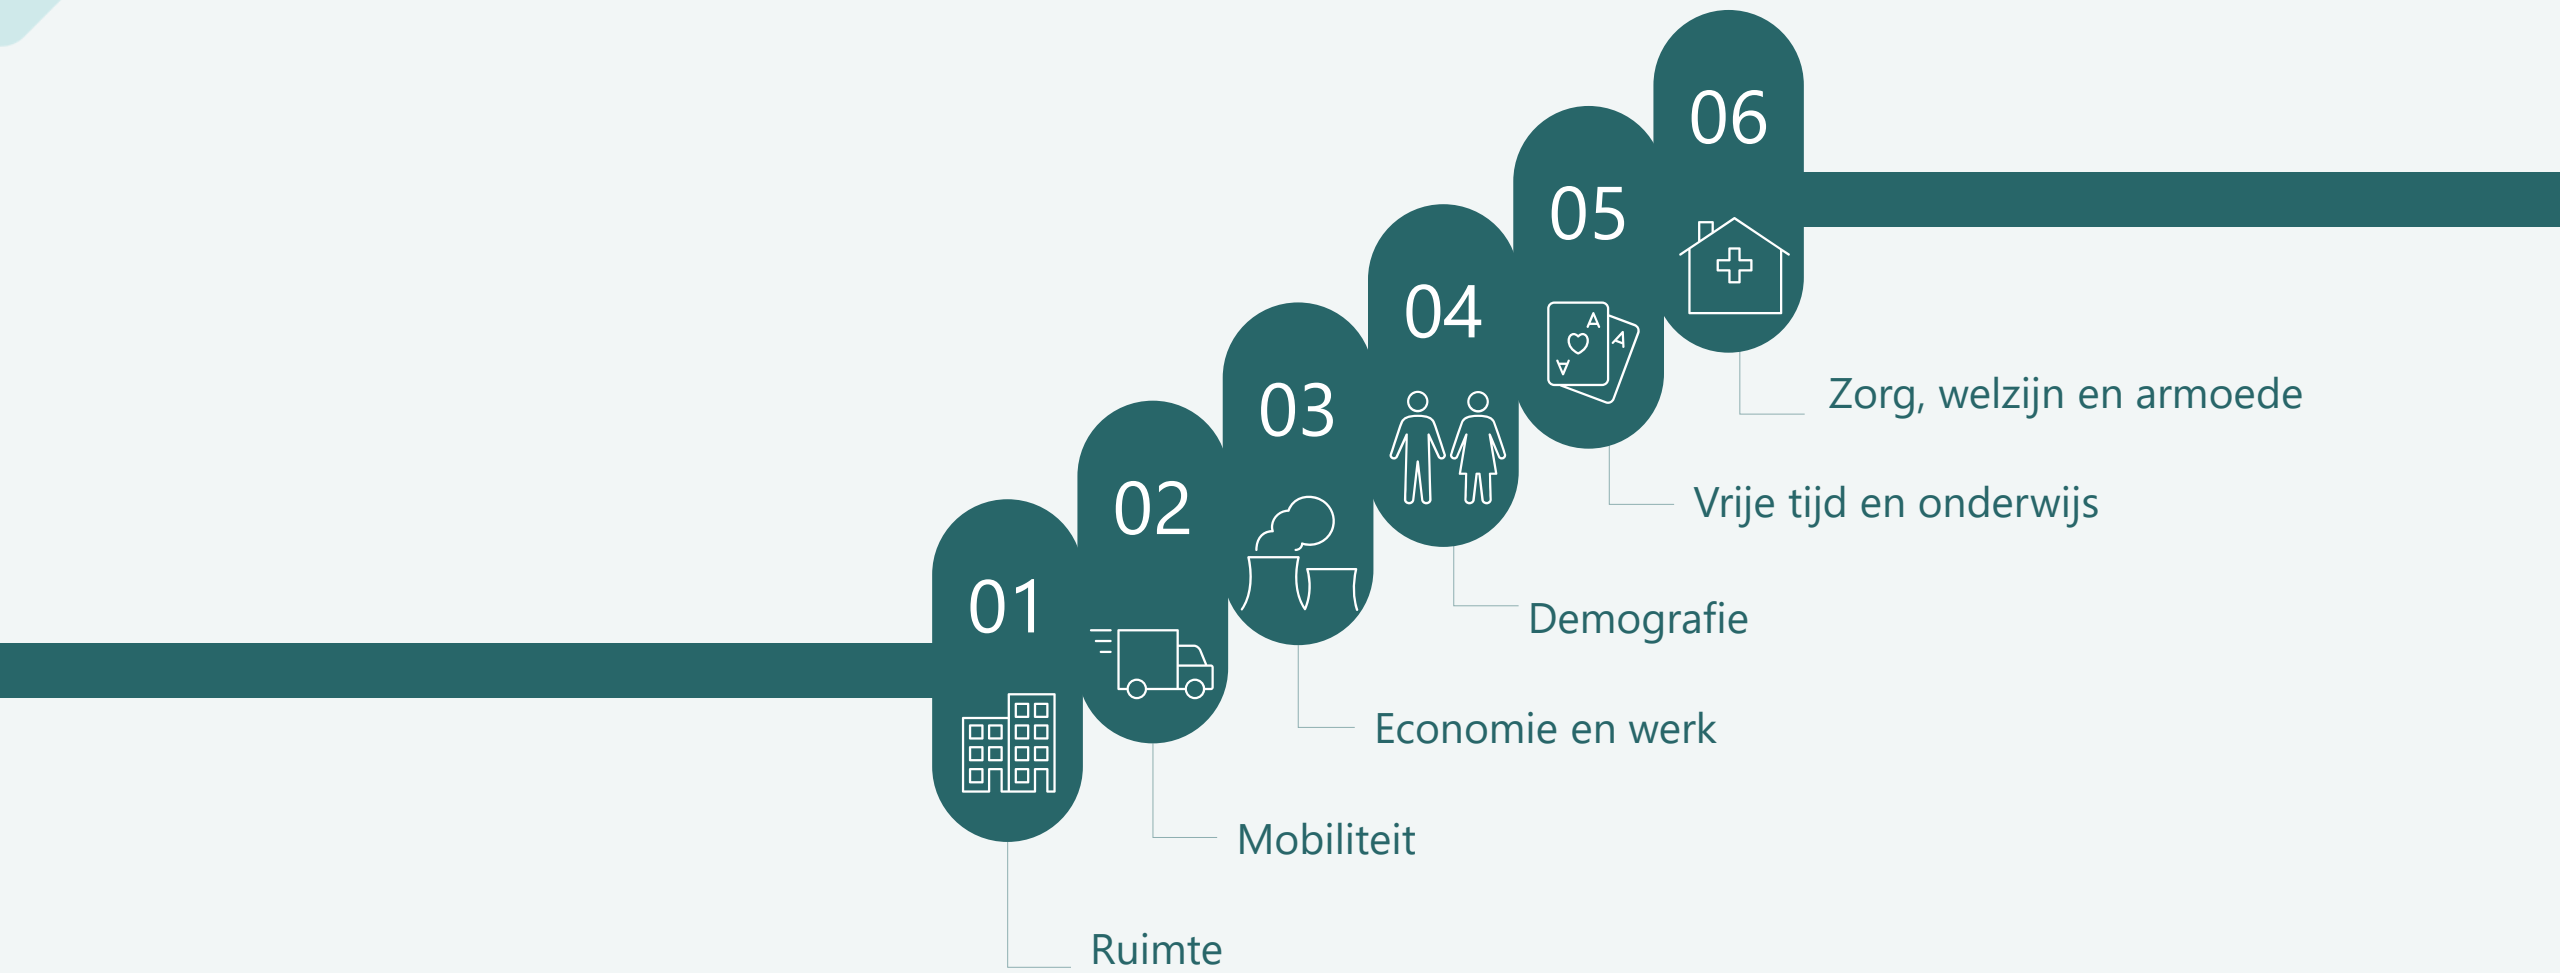 06
05
04
03
02
01
A
A
A
Zorg, welzijn en armoede
Vrije tijd en onderwijs
Demografie
Economie en werk
Mobiliteit
Ruimte